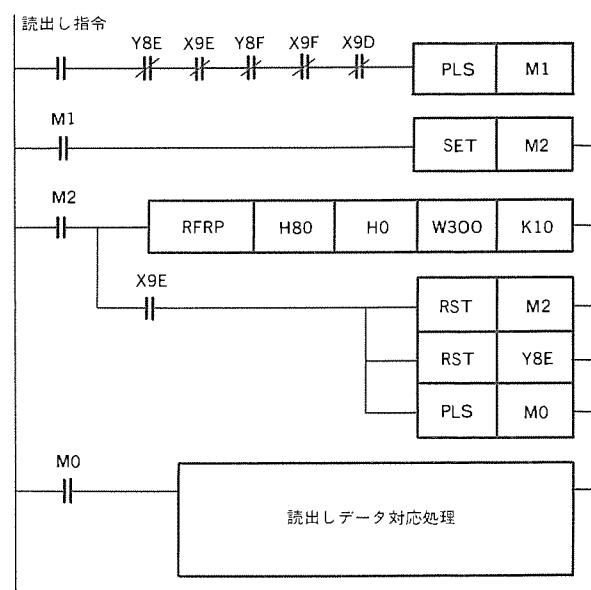 読出し指令
Y8E X9E Y8F X9F X9D
PLS M1
M1
SET M2
M2
RFRP H80 H0 W300 K10
X9E
RST M2
RST Y8E
PLS M0
M0
読出しデータ対応処理